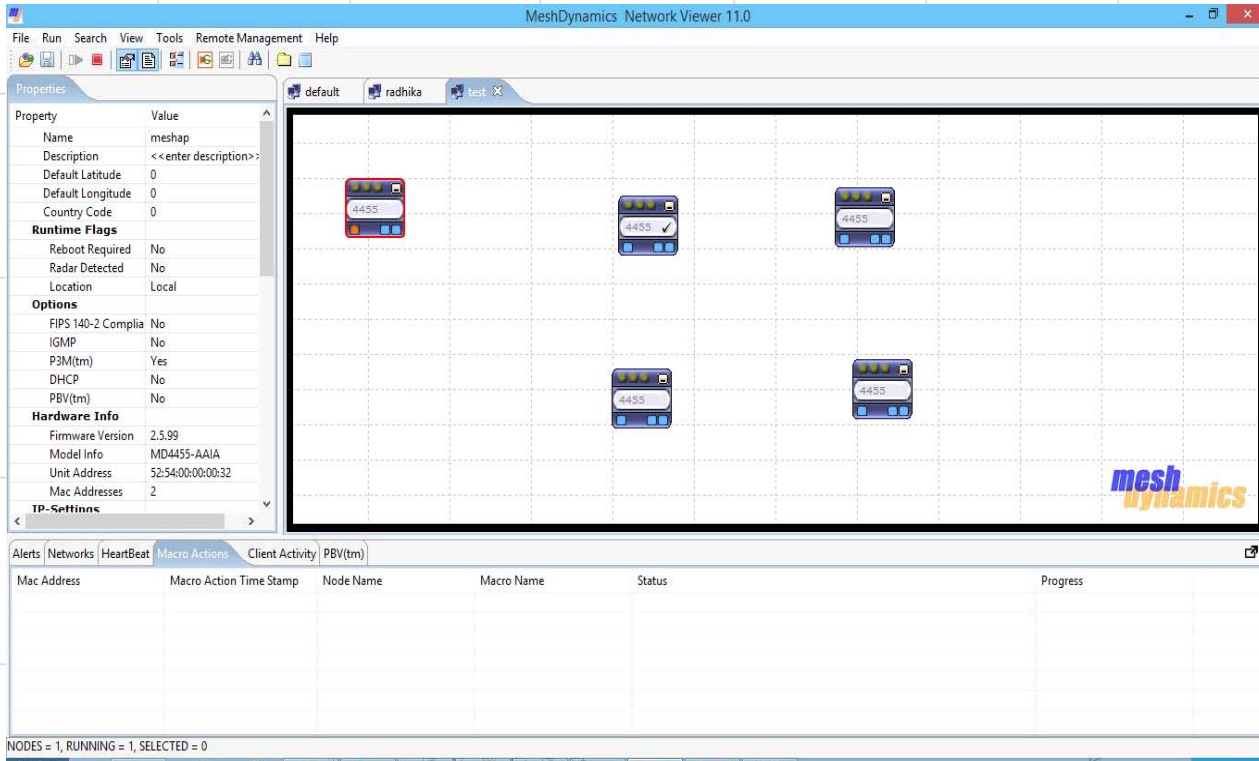 MeshDynamics Network Viewer 11.0
File Run Search View Tools Remote Management Help
Properties
default radhika test
Property Value
Name meshap
Description <<enter description>>
Default Latitude 0
Default Longitude 0
Country Code 0
Runtime Flags
Reboot Required No
Radar Detected No
Location Local
Options
FIPS 140-2 Complia No
IGMP No
P3M(tm) Yes
DHCP No
PBV(tm) No
Hardware Info
Firmware Version 2.5.99
Model Info MD4455-AAIA
Unit Address 52:54:00:00:00:32
Mac Addresses 2
IP-Settings
4455
4455
4455
4455
4455
mesh
dynamics
Alerts Networks HeartBeat Macro Actions Client Activity PBV(tm)
Mac Address Macro Action Time Stamp Node Name Macro Name Status Progress
NODES = 1, RUNNING = 1, SELECTED = 0